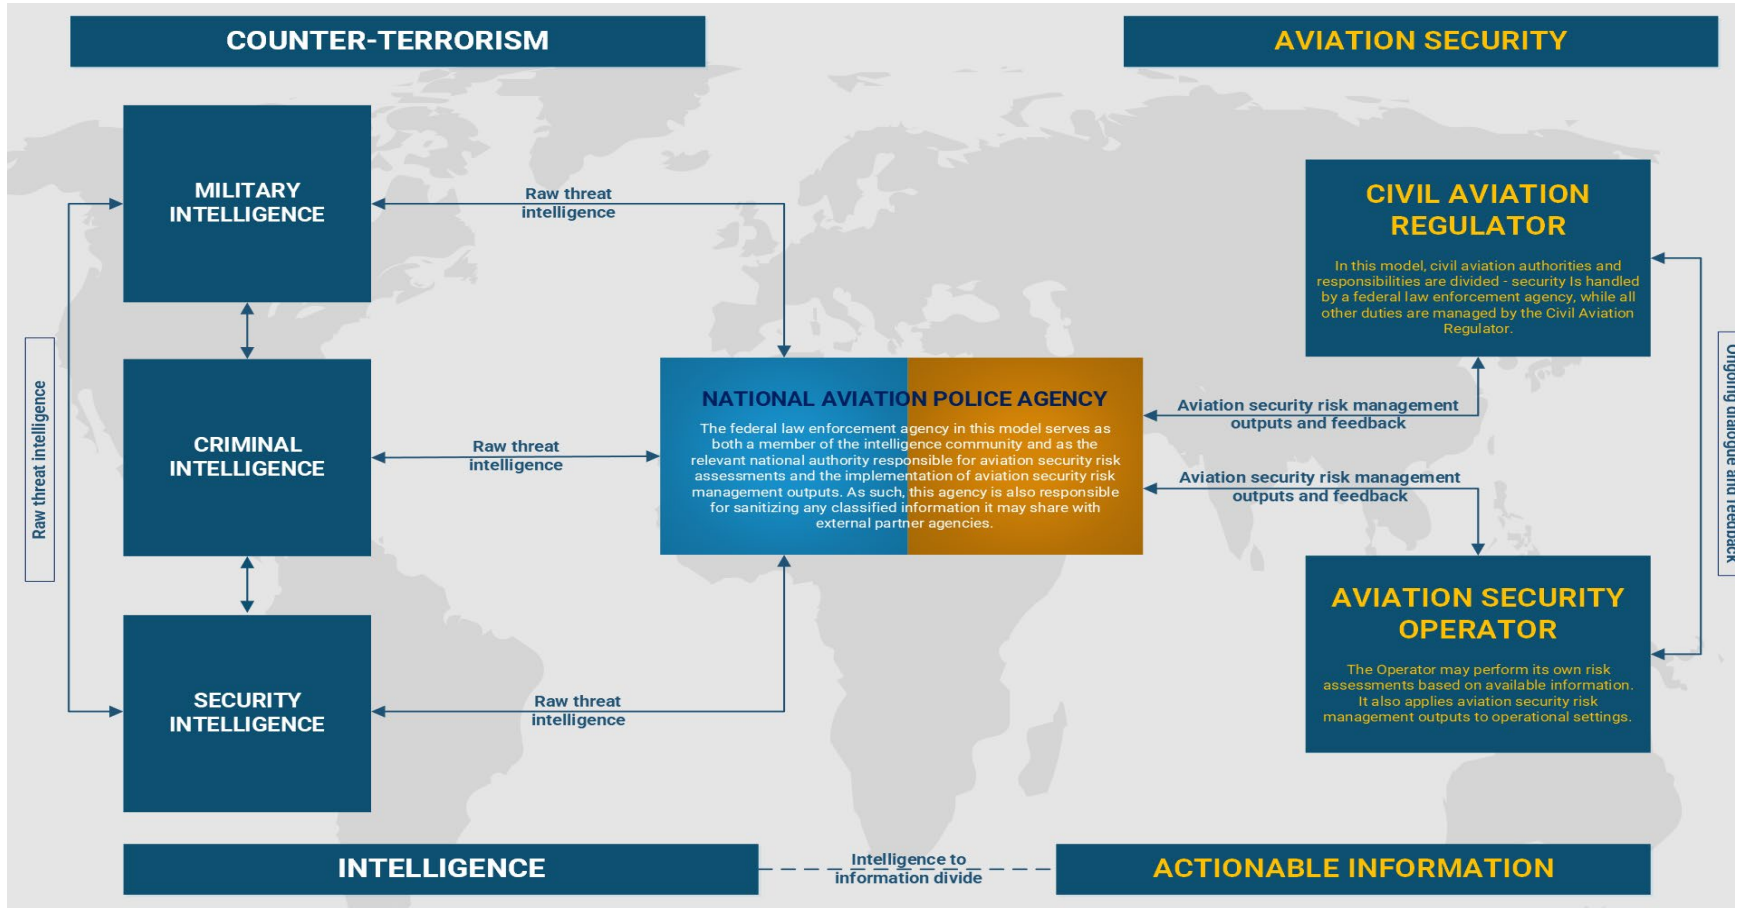 COUNTER-TERRORISM
AVIATION SECURITY
MILITARY
INTELLIGENCE
Raw threat
intelligence
CIVIL AVIATION
REGULATOR
In this model, civil aviation authorities and
responsibilities are divided - security Is handled
by a federal law enforcement agency, while all
other duties are managed by the Civil Aviation
Regulator.
Raw threat intelligence
CRIMINAL
INTELLIGENCE
Raw threat
intelligence
NATIONAL AVIATION POLICE AGENCY
The federal law enforcement agency in this model serves as
both a member of the intelligence community and as the
relevant national authority responsible for aviation security risk
assessments and the implementation of aviation security risk
management outputs. As such, this agency is also responsible
for sanitizing any classified information it may share with
external partner agencies.
Aviation security risk management
outputs and feedback
Aviation security risk management
outputs and feedback
Ongoing dialogue and feedback
SECURITY
INTELLIGENCE
Raw threat
intelligence
AVIATION SECURITY
OPERATOR
The Operator may perform its own risk
assessments based on available information.
It also applies aviation security risk
management outputs to operational settings.
INTELLIGENCE
Intelligence to
information divide
ACTIONABLE INFORMATION